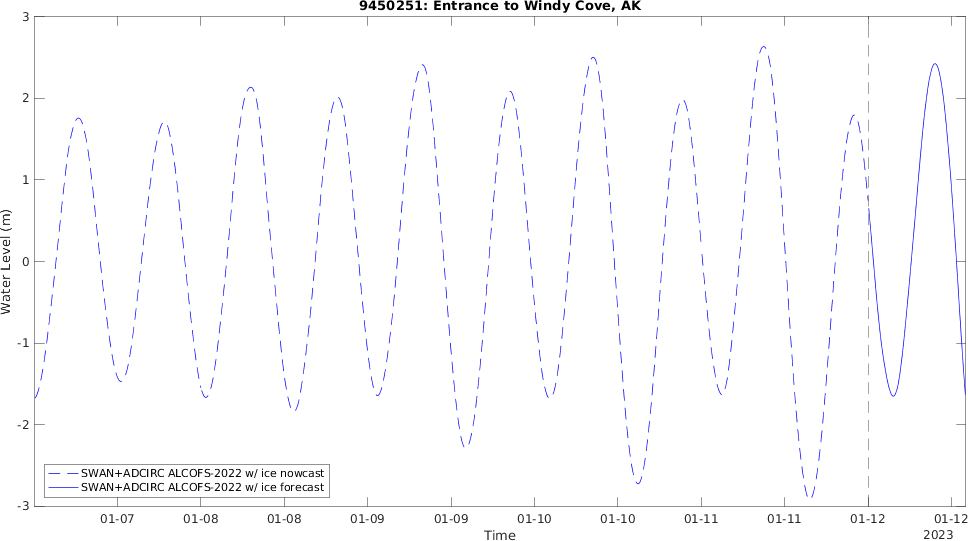 9450251: Entrance to Windy Cove, AK
3
2
1
0
-1
-2
-3
Water Level (m)
SWAN+ADCIRC ALCOFS-2022 w/ ice nowcast
SWAN+ADCIRC ALCOFS-2022 w/ ice forecast
01-07 01-08 01-08 01-09 01-09 01-10 01-10 01-11 01-11 01-12 01-12
Time
2023